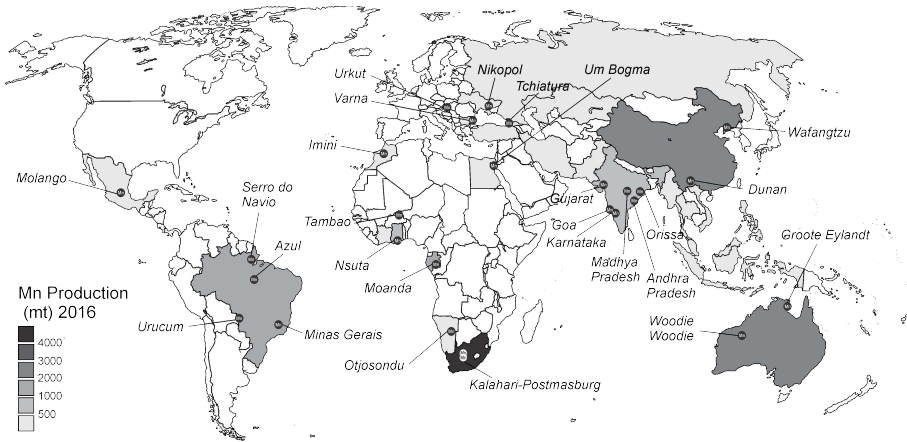 Urkut
Nikopol
Um Bogma
Tchiatura
Varna
Wafangtzu
Imini
Molango
Serro do
Navio
Dunan
Gujarat
Tambao
Goa
Karnataka
Orissa
Groote Eylandt
Azul
Nsuta
Madhya
Pradesh
Andhra
Pradesh
Moanda
Mn Production
(mt) 2016
Urucum
Minas Gerais
Woodie
Woodie
Otjosondu
Kalahari-Postmasburg
4000
3000
2000
1000
500